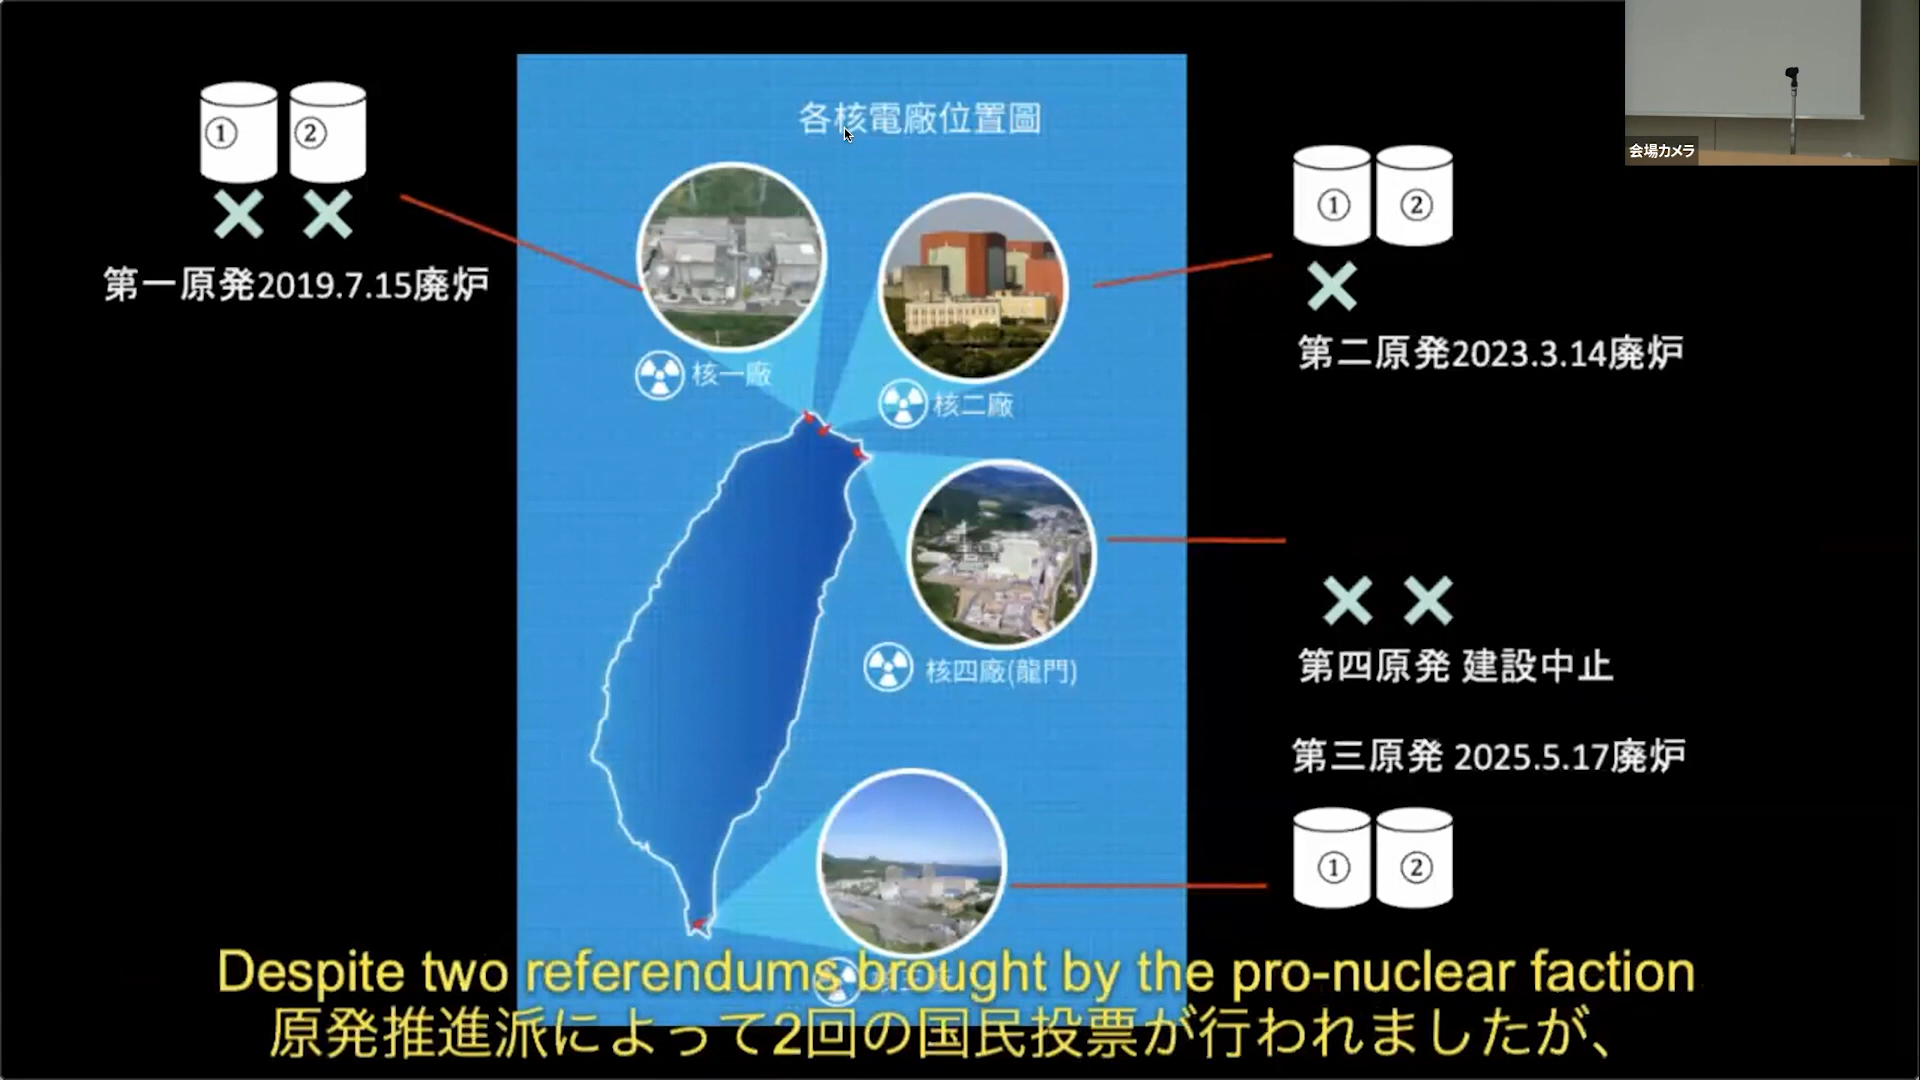 各核電廠位置圖
会場カメラ
① ②
第一原発2019.7.15廃炉
① ②
第二原発2023.3.14廃炉
核一廠
核二廠
核四廠(龍門)
第四原発 建設中止
第三原発 2025.5.17廃炉
① ②
Despite two referendums brought by the pro-nuclear faction
原発推進派によって2回の国民投票が行われましたが、